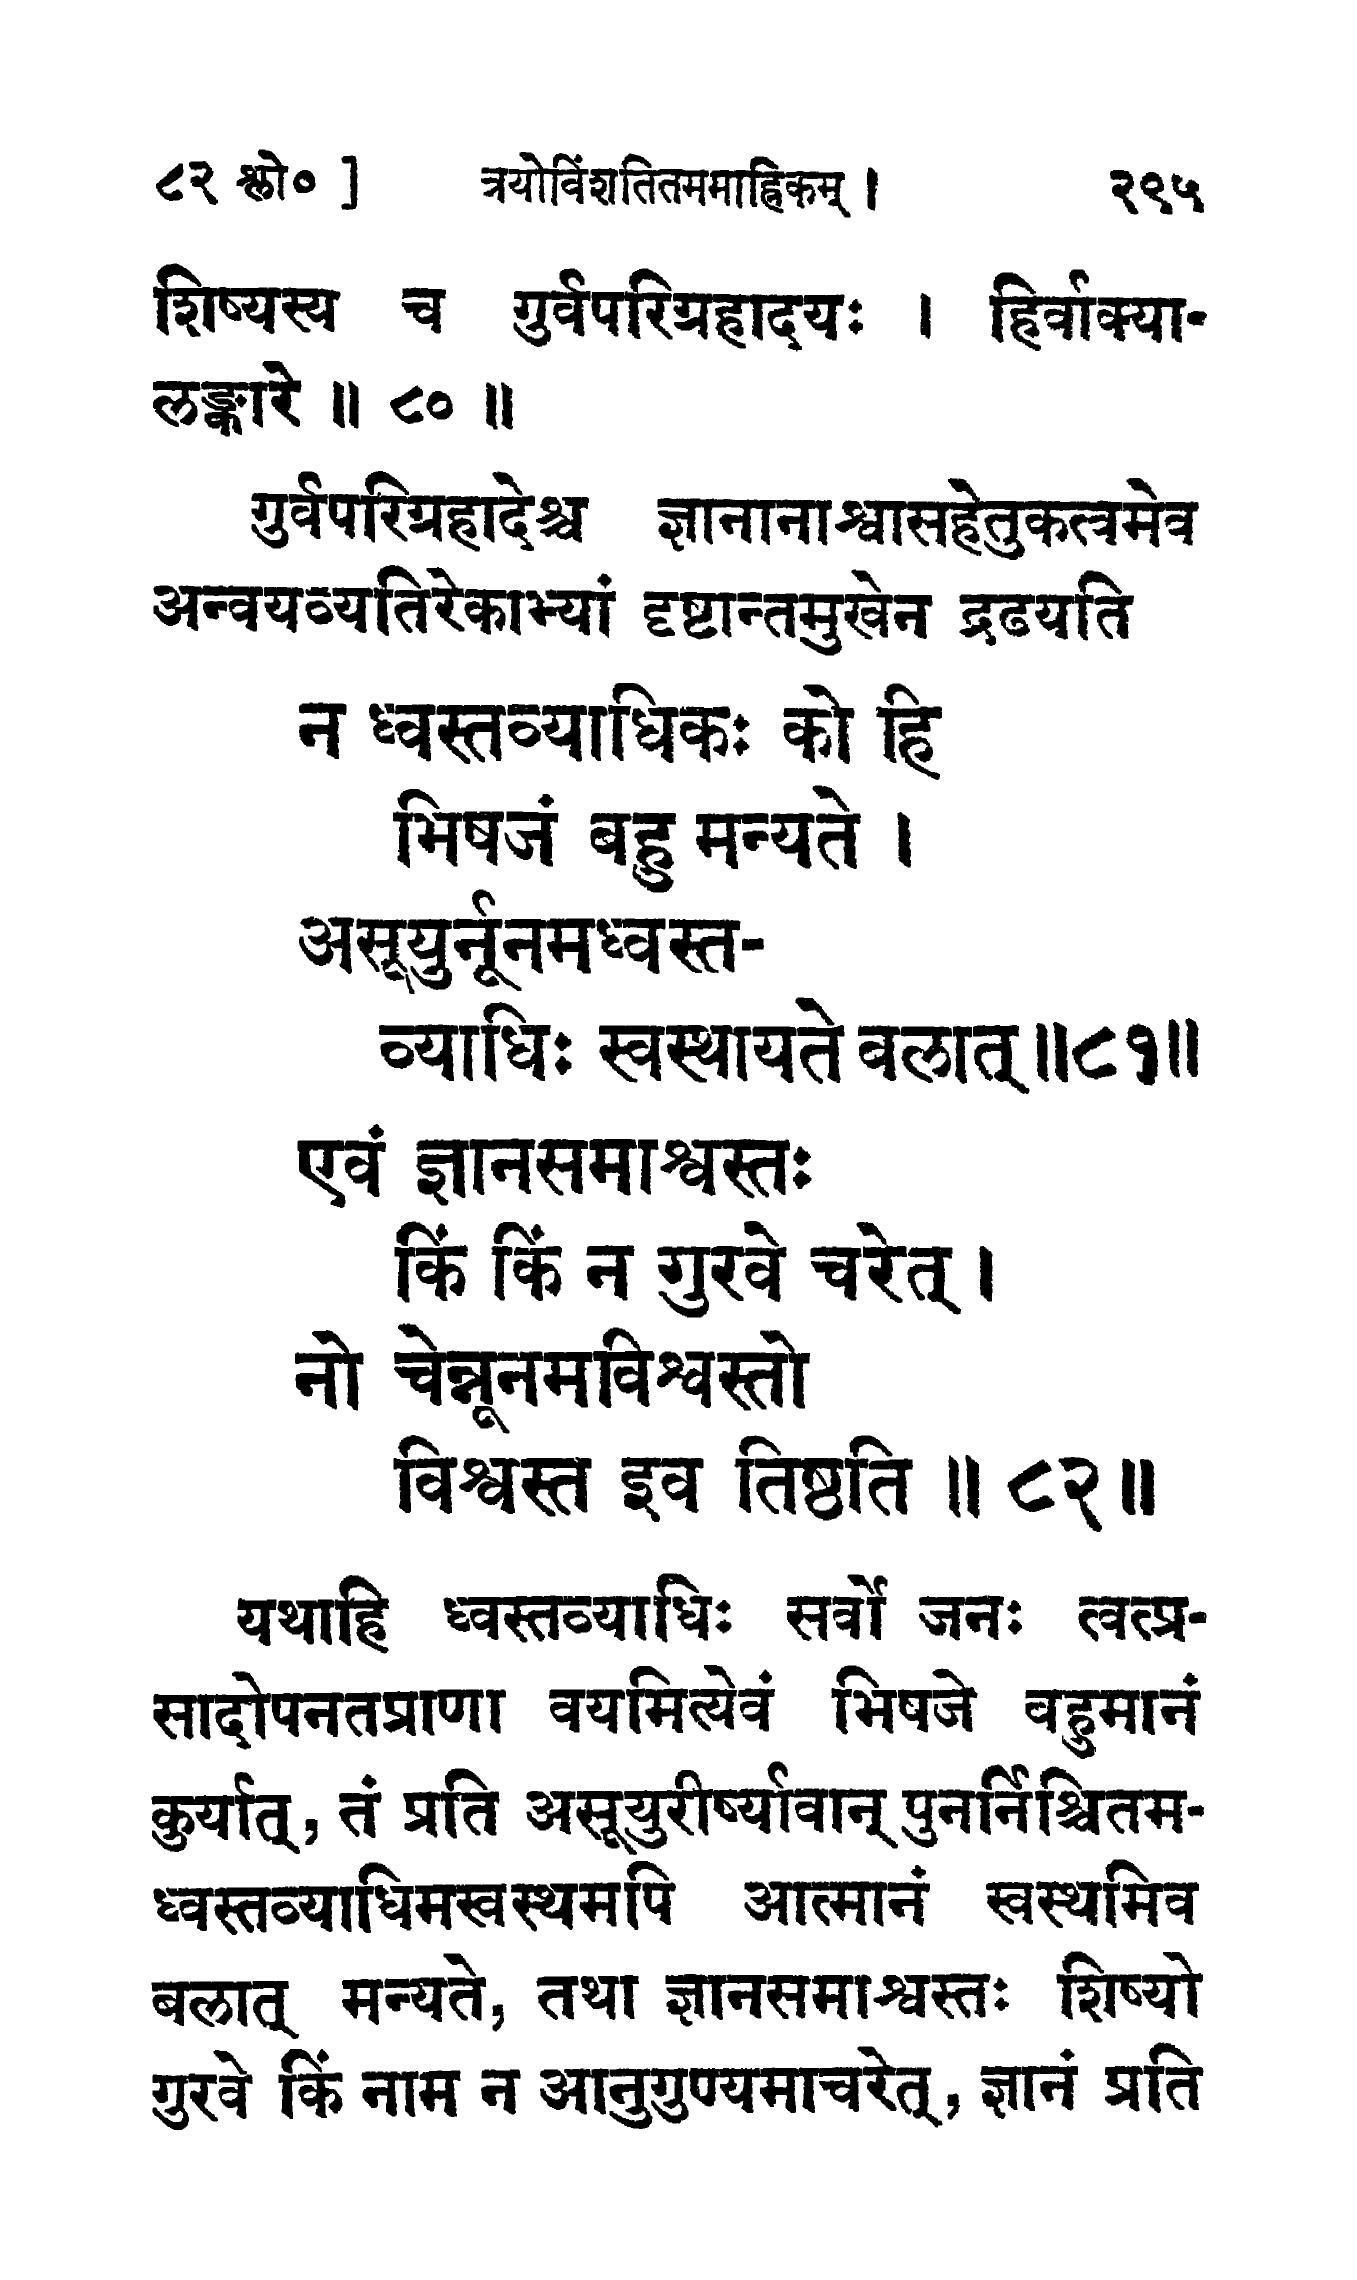 ८२ श्लो० ] त्रयोविंशतितममाह्निकम् । २९५
शिष्यस्य च गुर्वपरिग्रहादयः । हिर्वाक्या-
लङ्कारे ॥ ८० ॥
गुर्वपरिग्रहादेश्च ज्ञानानाश्वासहेतुकत्वमेव
अन्वयव्यतिरेकाभ्यां दृष्टान्तमुखेन द्रढयति
न ध्वस्तव्याधिकः को हि
भिषजं बहु मन्यते ।
असूयुर्नूनमध्वस्त-
व्याधिः स्वस्थायते वलात्॥८१॥
एवं ज्ञानसमाश्वस्तः
किं किं न गुरवे चरेत् ।
नो चेन्नूनमविश्वस्तो
विश्वस्त इव तिष्ठति ॥ ८२॥
यथाहि ध्वस्तव्याधिः सर्वो जनः त्वत्प्र-
सादोपनतप्राणा वयमित्येवं भिषजे वहुमानं
कुर्यात्, तं प्रति असूयुरीर्ष्यावान् पुनर्निश्चितम-
ध्वस्तव्याधिमस्वस्थमपि आत्मानं स्वस्थमिव
बलात् मन्यते, तथा ज्ञानसमाश्वस्तः शिष्यो
गुरवे किं नाम न आनुगुण्यमाचरेत्, ज्ञानं प्रति